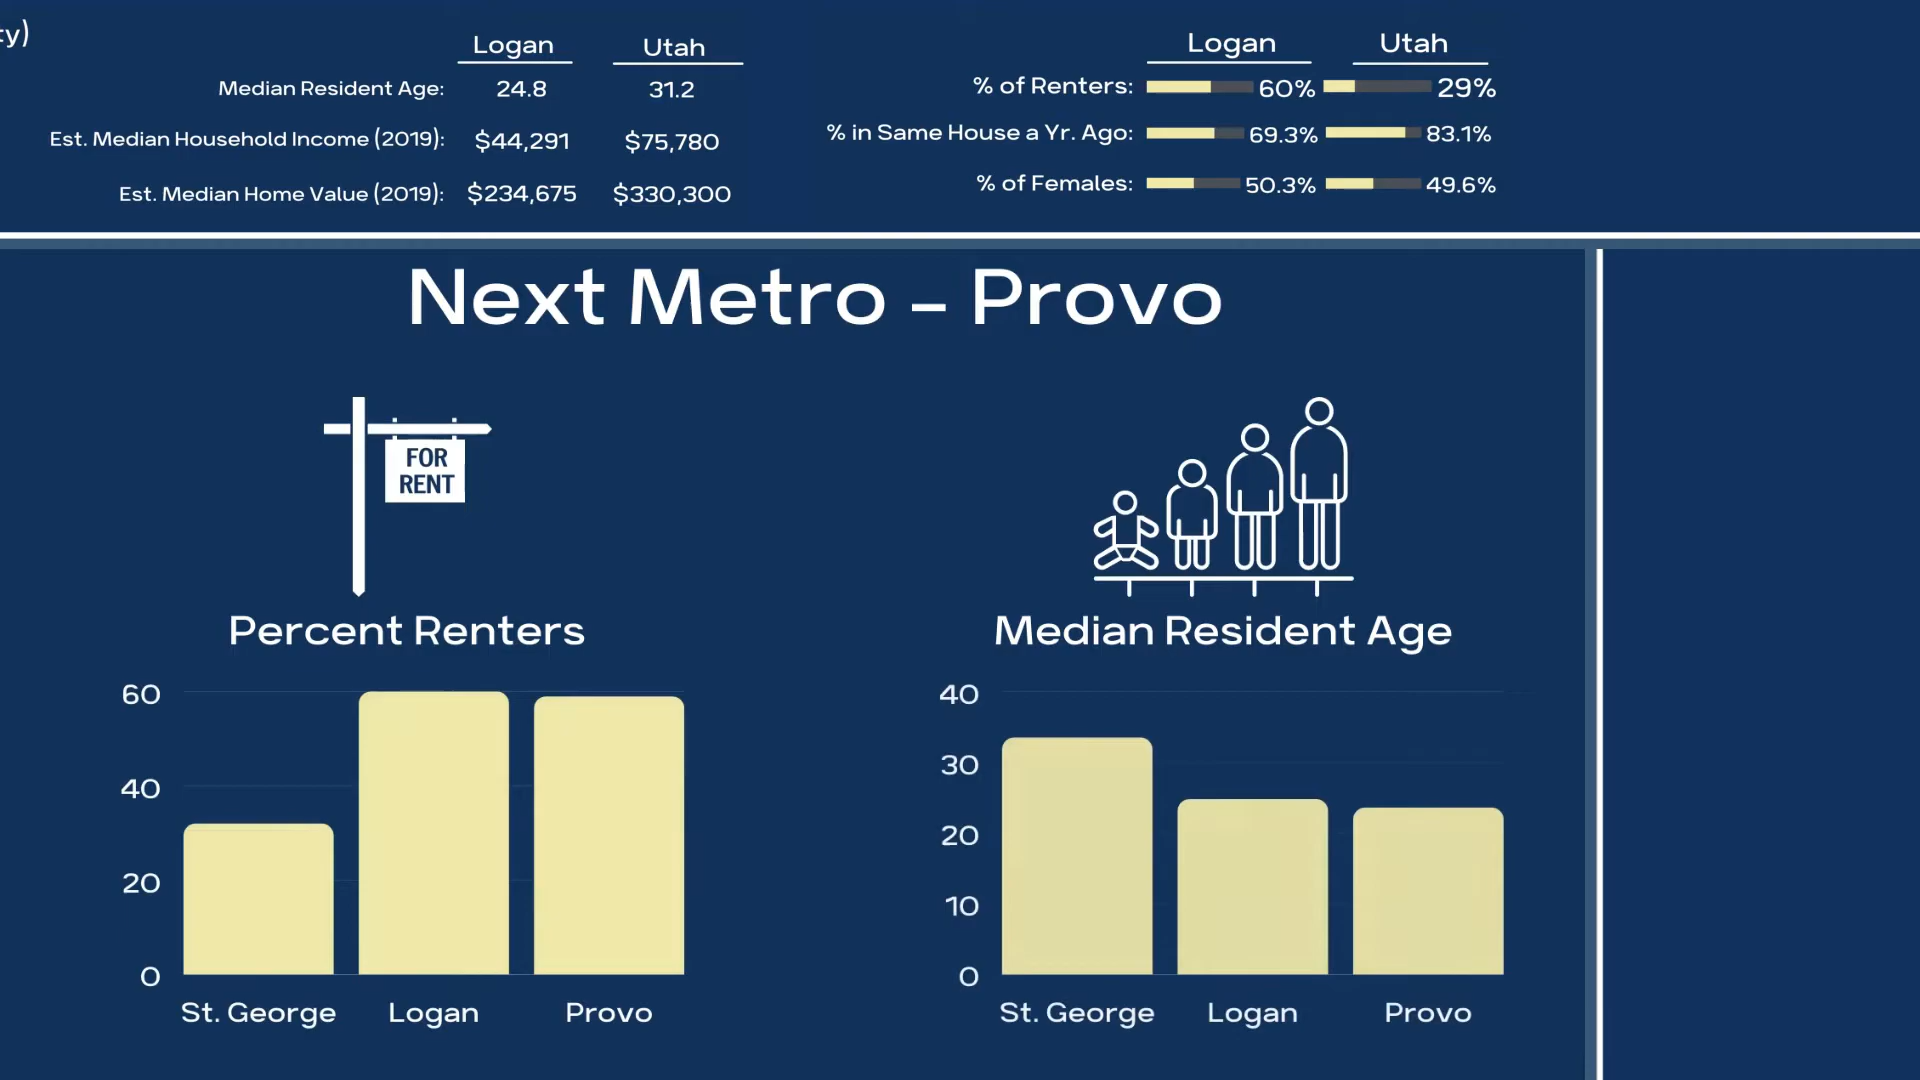 ty)
Logan Utah
Median Resident Age: 24.8 31.2
Est. Median Household Income (2019): $44,291 $75,780
Est. Median Home Value (2019): $234,675 $330,300
Logan Utah
% of Renters: 60% 29%
% in Same House a Yr. Ago: 69.3% 83.1%
% of Females: 50.3% 49.6%
Next Metro – Provo
FOR
RENT
Percent Renters
60
40
20
0
St. George Logan Provo
Median Resident Age
40
30
20
10
0
St. George Logan Provo